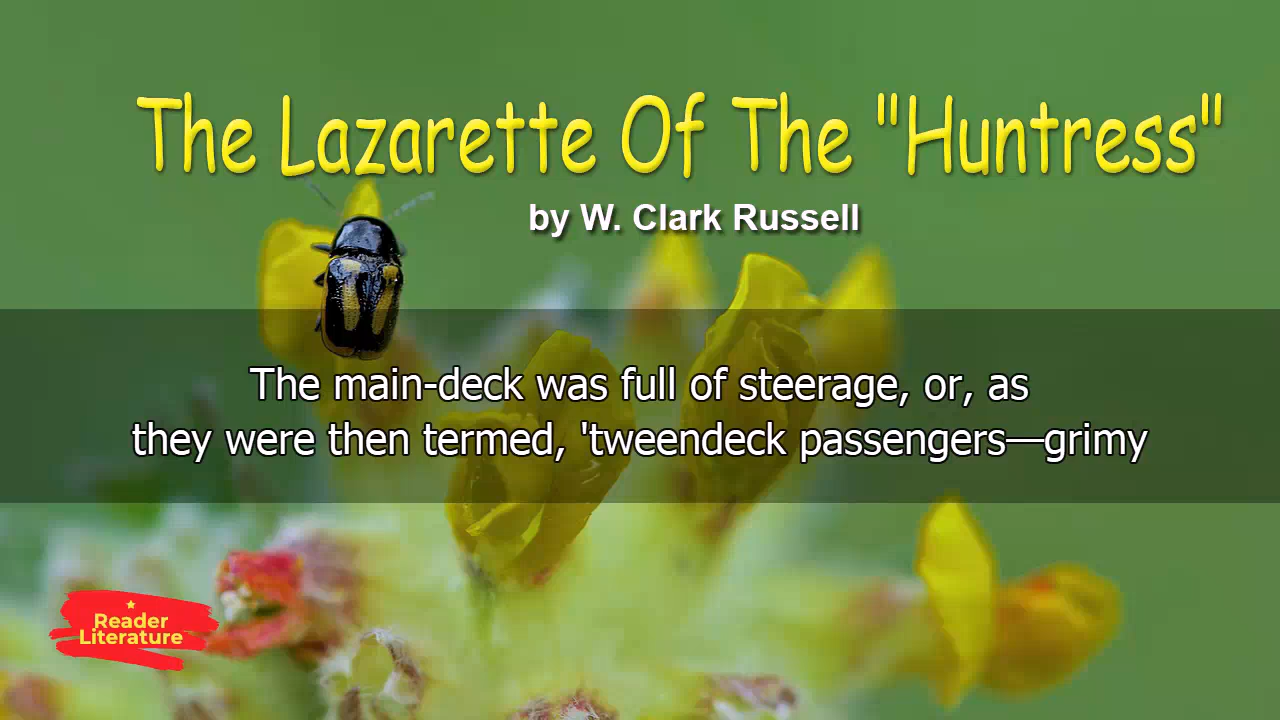 The Lazarette Of The "Huntress"
by W. Clark Russell
The main-deck was full of steerage, or, as
they were then termed, 'tweendeck passengers—grimy
Reader
Literature